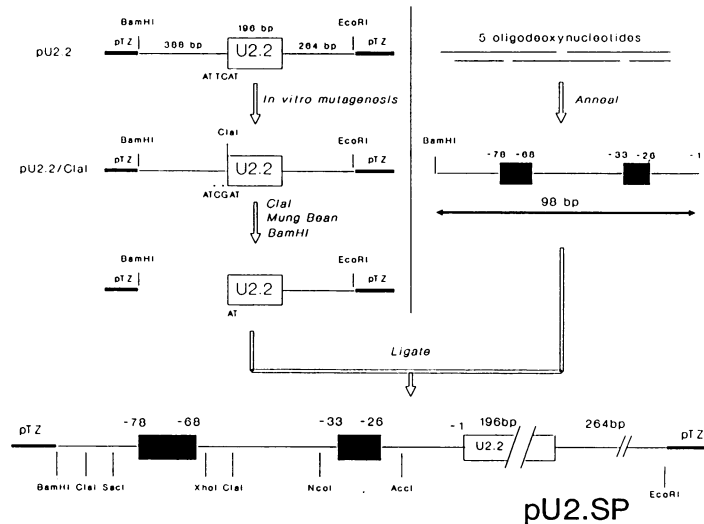 BamHI
196 bp
EcoRI
5 oligodeoxynucleotides
pU2.2
pTZ
388 bp
U2.2
264 bp
pTZ
ATTCAT
In vitro mutagenosis
Anneal
ClaI
BamHI
EcoRI
BamHI
-78 -68
-33 -26
-1
pU2.2/ClaI
pTZ
U2.2
pTZ
ATCGAT
ClaI
Mung Bean
BamHI
98 bp
BamHI
EcoRI
pTZ
U2.2
pTZ
AT
Ligate
pTZ
-78 -68
-33 -26
-1
196bp
264bp
pTZ
U2.2
BamHI ClaI SacI
XhoI ClaI
NcoI
AccI
EcoRI
pU2.SP